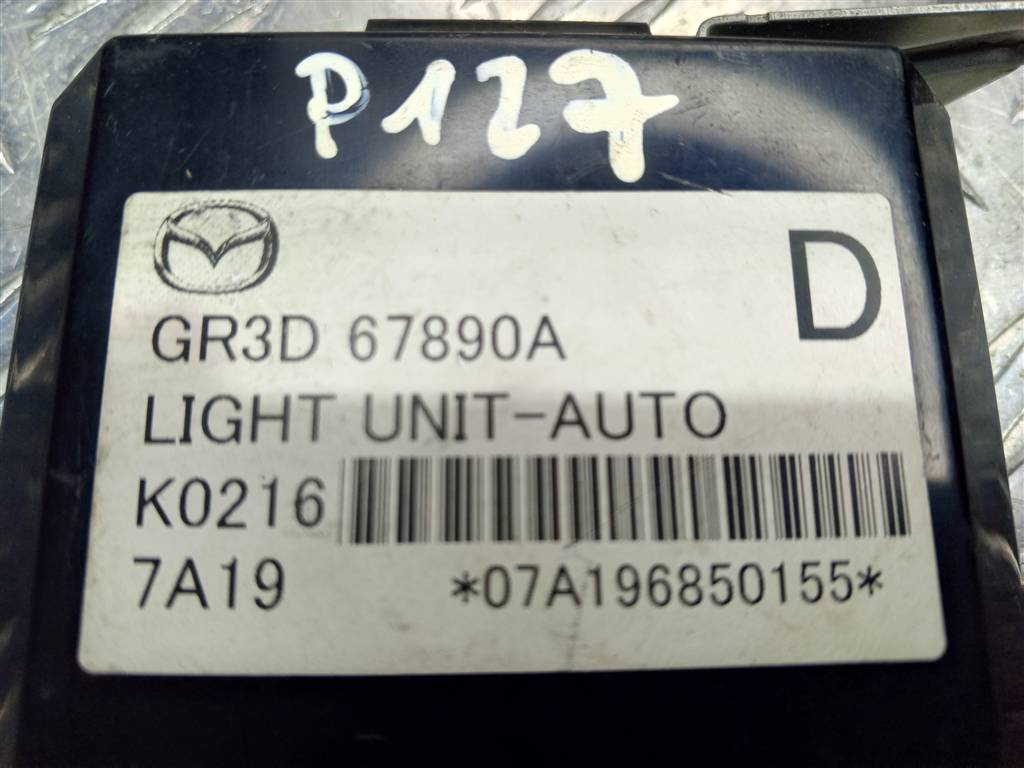 P127
D
GR3D 67890A
LIGHT UNIT-AUTO
K0216
7A19 *07A196850155*